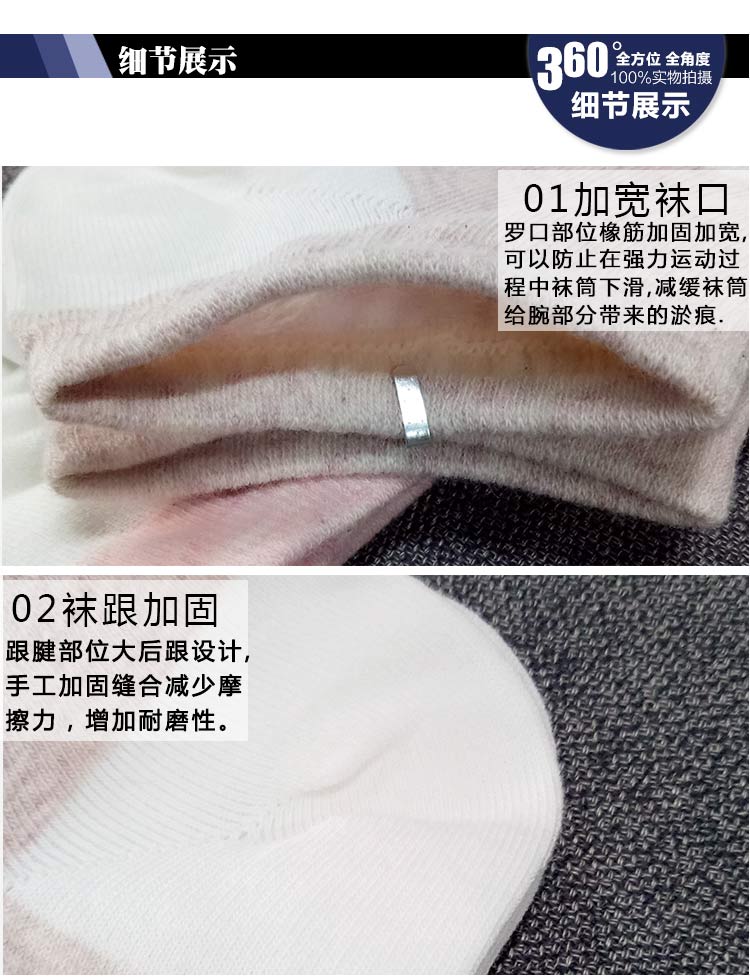 细节展示
360°全方位 全角度
100%实物拍摄
细节展示
01加宽袜口
罗口部位橡筋加固加宽,
可以防止在强力运动过
程中袜筒下滑,减缓袜筒
给腕部分带来的淤痕.
02袜跟加固
跟腱部位大后跟设计,
手工加固缝合减少摩
擦力，增加耐磨性。